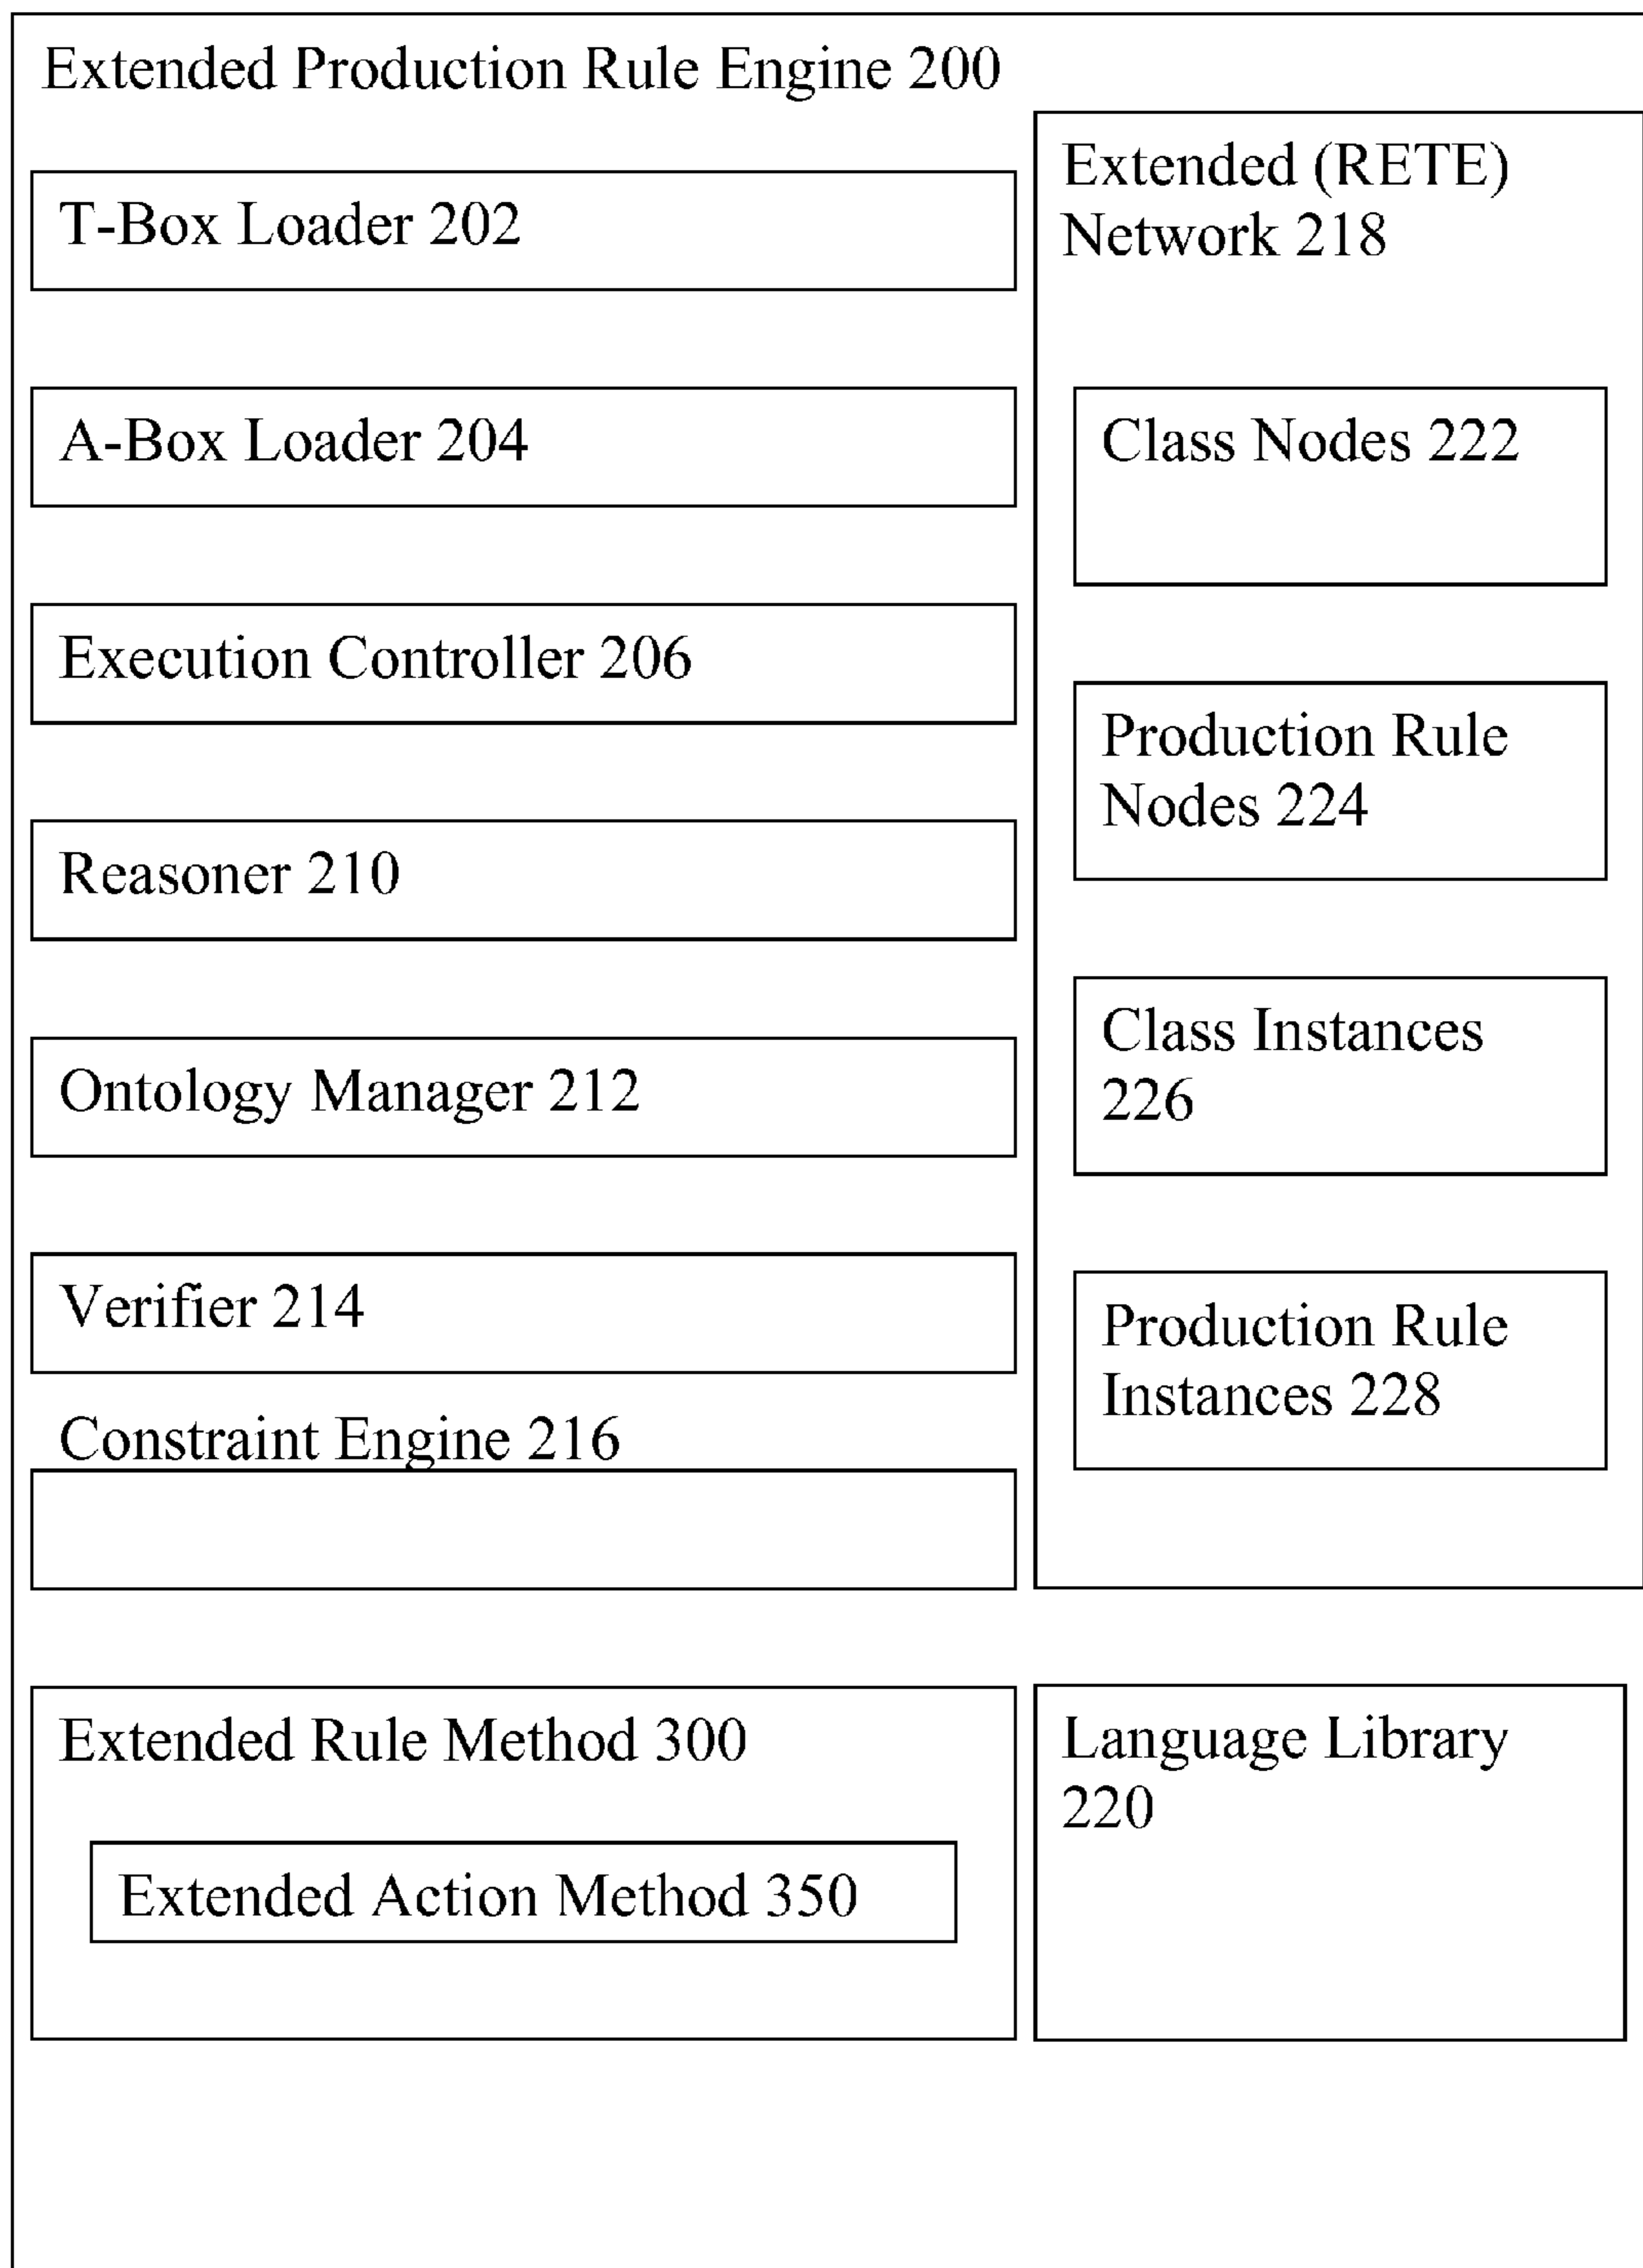 Extended Production Rule Engine 200
T-Box Loader 202
A-Box Loader 204
Execution Controller 206
Reasoner 210
Ontology Manager 212
Verifier 214
Constraint Engine 216
Extended Rule Method 300
Extended Action Method 350
Extended (RETE)
Network 218
Class Nodes 222
Production Rule
Nodes 224
Class Instances
226
Production Rule
Instances 228
Language Library
220